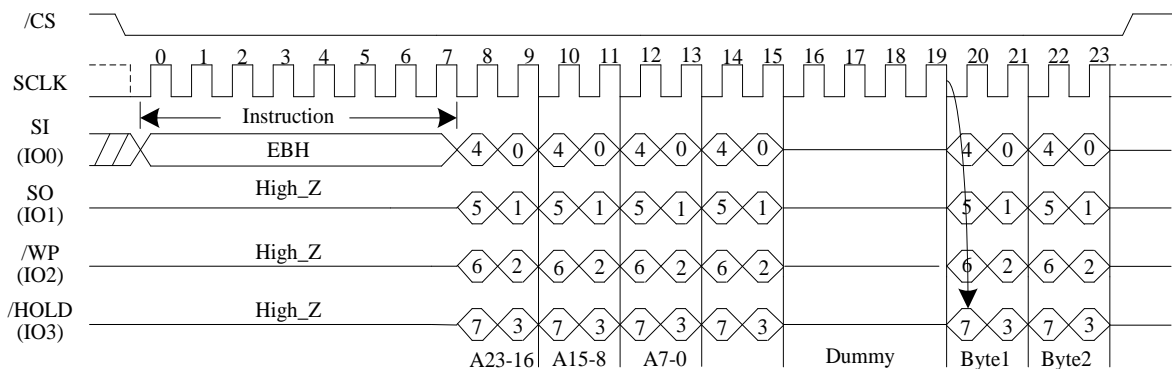 /CS
0 1 2 3 4 5 6 7 8 9 10 11 12 13 14 15 16 17 18 19 20 21 22 23
SCLK
Instruction
SI
(IO0)
EBH
4 0 4 0 4 0 4 0 4 0 4 0
SO
(IO1)
High_Z
5 1 5 1 5 1 5 1 5 1 5 1
/WP
(IO2)
High_Z
6 2 6 2 6 2 6 2 6 2 6 2
/HOLD
(IO3)
High_Z
7 3 7 3 7 3 7 3 7 3 7 3
A23-16 A15-8 A7-0 Dummy Byte1 Byte2